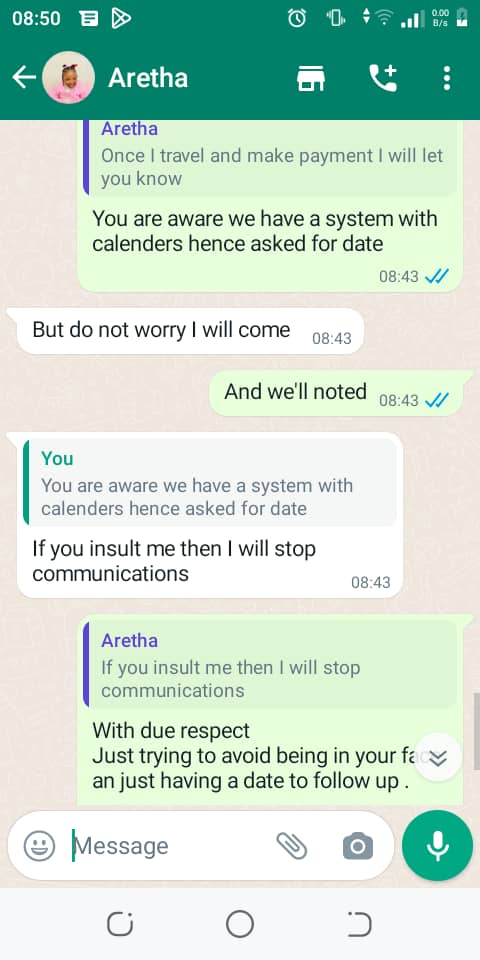 08:50
0.00
B/s
Aretha
Aretha
Once I travel and make payment I will let
you know
You are aware we have a system with
calenders hence asked for date
08:43
But do not worry I will come 08:43
And we'll noted 08:43
You
You are aware we have a system with
calenders hence asked for date
If you insult me then I will stop
communications
08:43
Aretha
If you insult me then I will stop
communications
With due respect
Just trying to avoid being in your
an just having a date to follow up .
Message